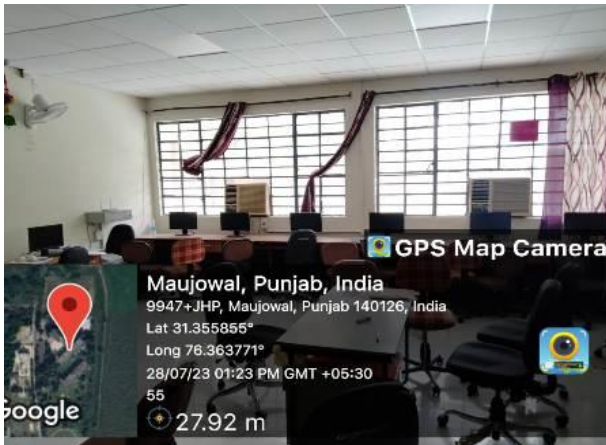 GPS Map Camera
Maujowal, Punjab, India
9947+JHP, Maujowal, Punjab 140126, India
Lat 31.355855°
Long 76.363771°
28/07/23 01:23 PM GMT +05:30
55
27.92 m
Google